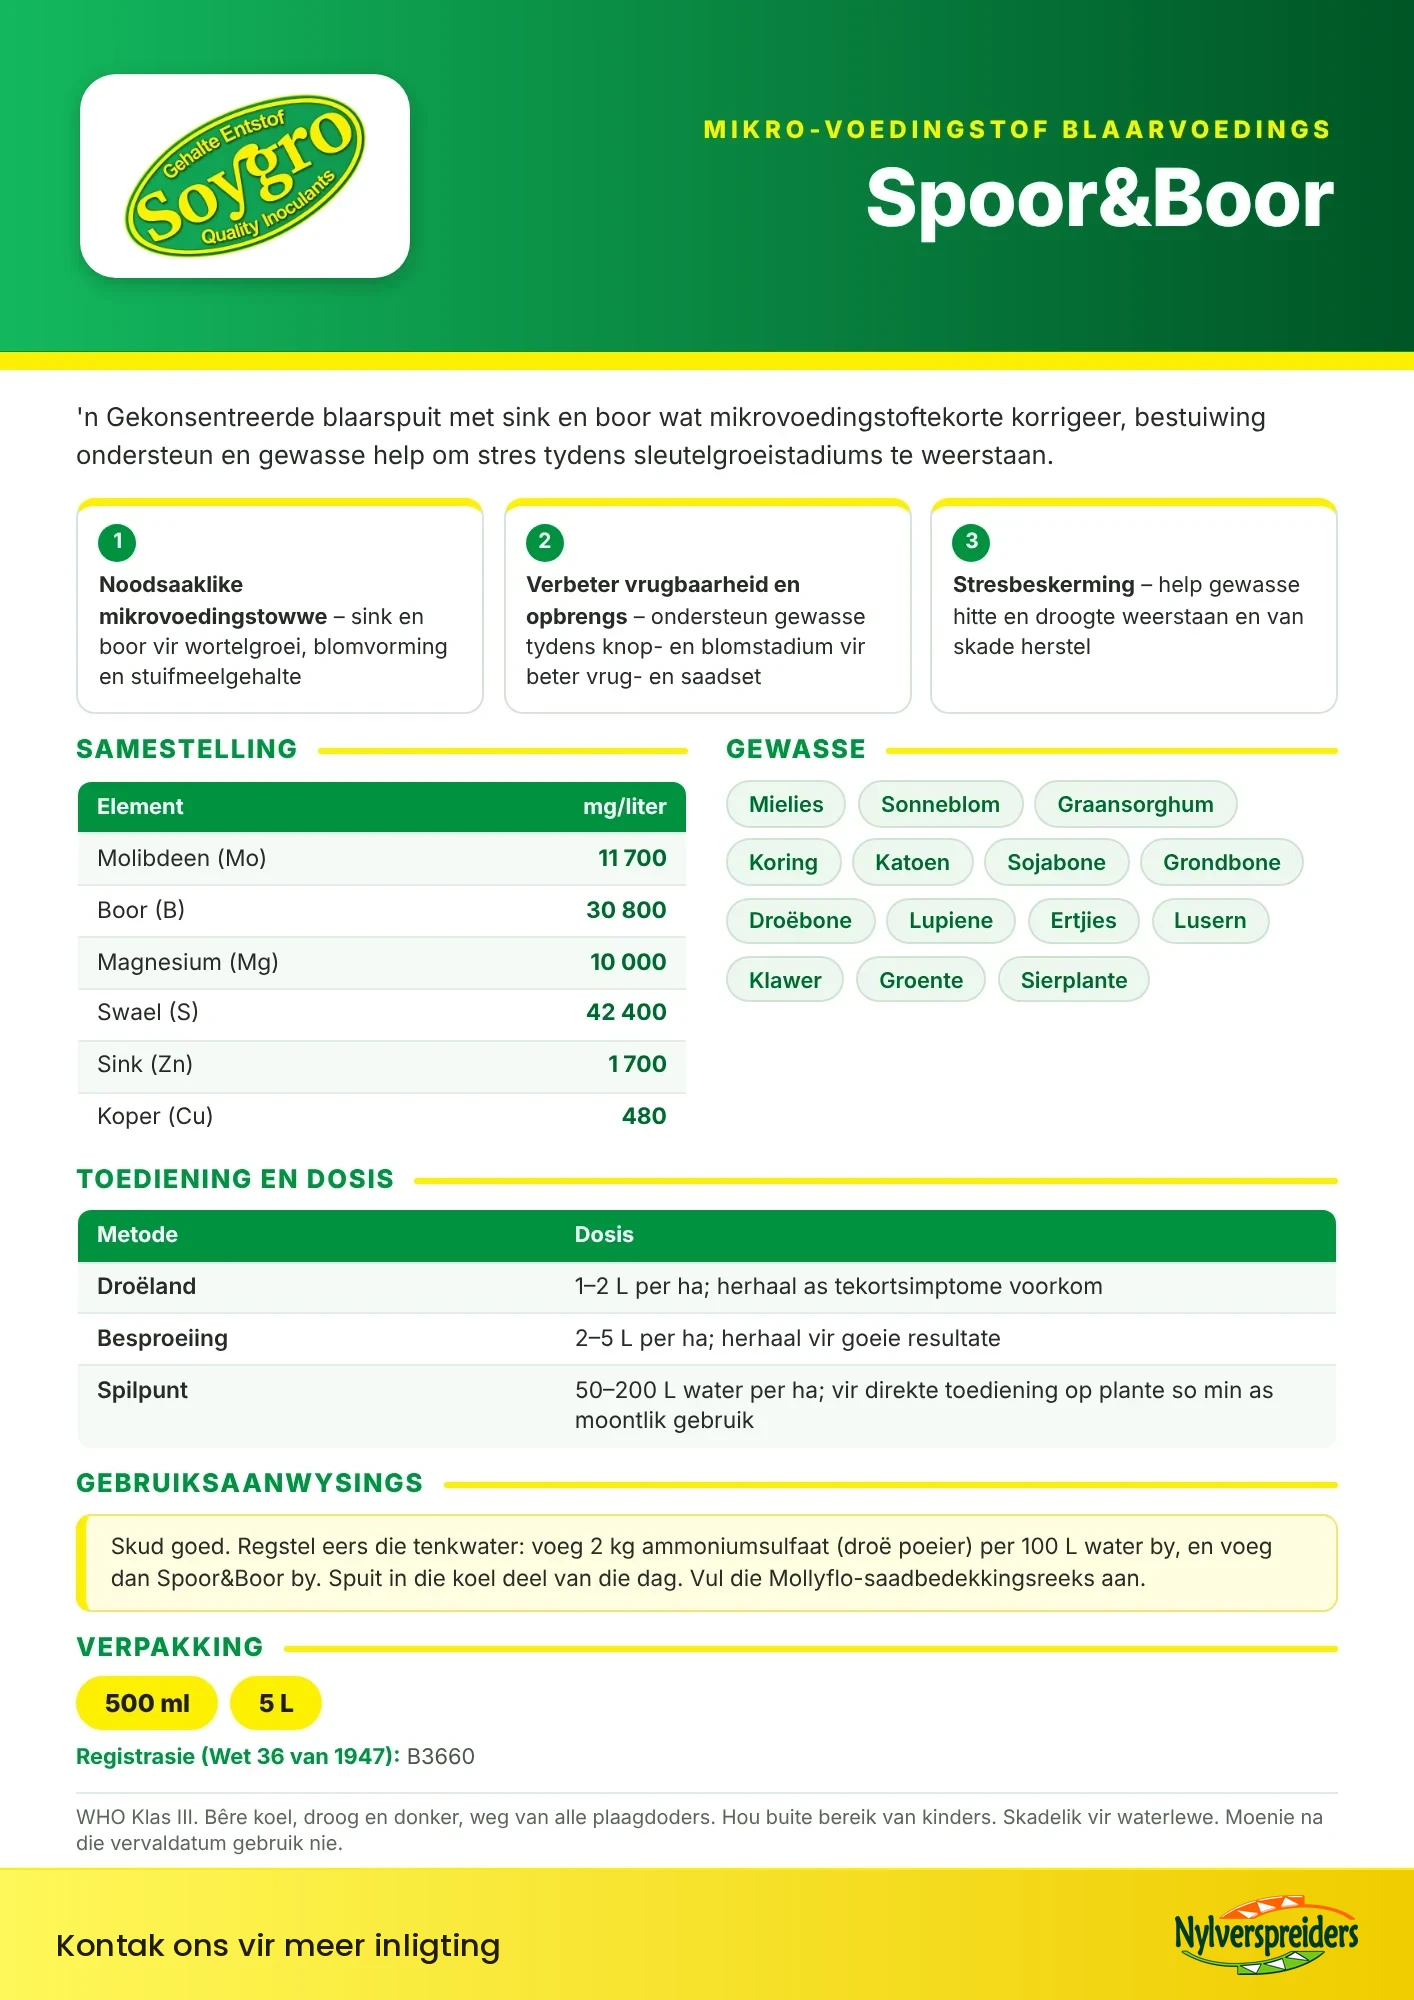 Gehalte Entstof
Soygro
Quality Inoculants
MIKRO-VOEDINGSTOF BLAARVOEDINGS
Spoor&Boor
'n Gekonsentreerde blaarspuit met sink en boor wat mikrovoedingstoftekorte korrigeer, bestuiwing
ondersteun en gewasse help om stres tydens sleutelgroeistadiums te weerstaan.
1
Noodsaaklike
mikrovoedingstowwe – sink en
boor vir wortelgroei, blomvorming
en stuifmeelgehalte
2
Verbeter vrugbaarheid en
opbrengs – ondersteun gewasse
tydens knop- en blomstadium vir
beter vrug- en saadset
3
Stresbeskerming – help gewasse
hitte en droogte weerstaan en van
skade herstel
SAMESTELLING
Element mg/liter
Molibdeen (Mo) 11 700
Boor (B) 30 800
Magnesium (Mg) 10 000
Swael (S) 42 400
Sink (Zn) 1 700
Koper (Cu) 480
GEWASSE
Mielies Sonneblom Graansorghum
Koring Katoen Sojabone Grondbone
Droëbone Lupiene Ertjies Lusern
Klawer Groente Sierplante
TOEDIENING EN DOSIS
Metode Dosis
Droëland 1–2 L per ha; herhaal as tekortsimptome voorkom
Besproeiing 2–5 L per ha; herhaal vir goeie resultate
Spilpunt 50–200 L water per ha; vir direkte toediening op plante so min as
moontlik gebruik
GEBRUIKSAANWYSINGS
Skud goed. Regstel eers die tenkwater: voeg 2 kg ammoniumsulfaat (droë poeier) per 100 L water by, en voeg
dan Spoor&Boor by. Spuit in die koel deel van die dag. Vul die Mollyflo-saadbedekkingsreeks aan.
VERPAKKING
500 ml 5 L
Registrasie (Wet 36 van 1947): B3660
WHO Klas III. Bêre koel, droog en donker, weg van alle plaagdoders. Hou buite bereik van kinders. Skadelik vir waterlewe. Moenie na
die vervaldatum gebruik nie.
Kontak ons vir meer inligting
Nylverspreiders